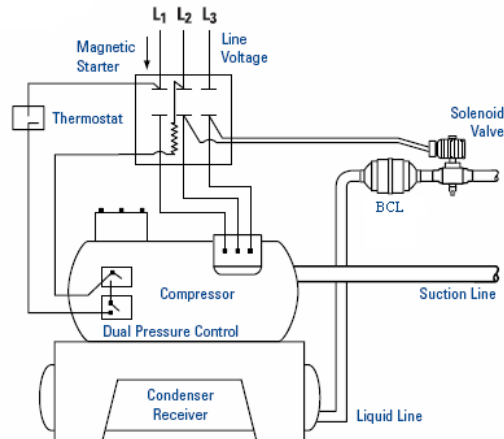 L1 L2 L3
Magnetic
Starter
Line
Voltage
Thermostat
Solenoid
Valve
BCL
Compressor
Suction Line
Dual Pressure Control
Condenser
Receiver
Liquid Line